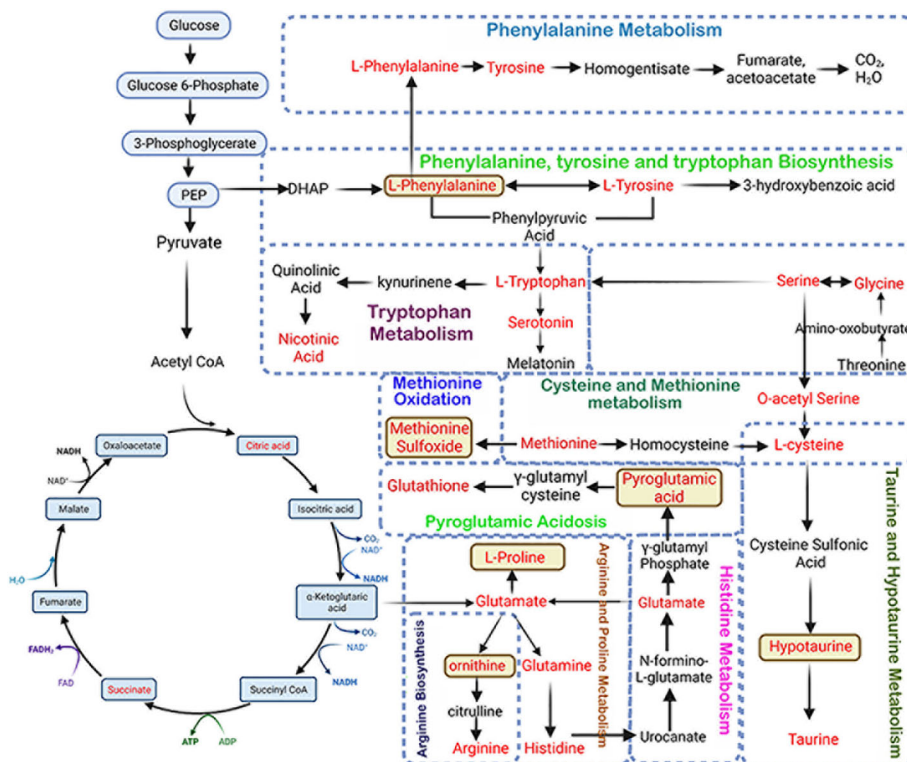 Glucose
Glucose 6-Phosphate
3-Phosphoglycerate
PEP
Pyruvate
Acetyl CoA
Phenylalanine Metabolism
L-Phenylalanine
Tyrosine
Homogentisate
Fumarate,
acetoacetate
CO₂,
H₂O
Phenylalanine, tyrosine and tryptophan Biosynthesis
DHAP
L-Phenylalanine
L-Tyrosine
3-hydroxybenzoic acid
Phenylpyruvic
Acid
Quinolinic
Acid
kynurinene
L-Tryptophan
Nicotinic
Acid
Tryptophan
Metabolism
Serotonin
Melatonin
Serine
Glycine
Amino-oxobutyrate
Threonine
O-acetyl Serine
Methionine
Oxidation
Cysteine and Methionine
metabolism
Methionine
Sulfoxide
Methionine
Homocysteine
L-cysteine
Glutathione
γ-glutamyl
cysteine
Pyroglutamic
acid
Pyroglutamic Acidosis
Oxaloacetate
Citric acid
Isocitric acid
CO₂
NAD⁺
NADH
α-Ketoglutaric
acid
CO₂
NAD⁺
NADH
Succinyl CoA
ADP
ATP
Succinate
FAD
FADH₂
Fumarate
H₂O
Malate
NAD⁺
NADH
L-Proline
Glutamate
Arginine and Proline Metabolism
Arginine Biosynthesis
ornithine
citrulline
Arginine
Glutamine
Histidine
γ-glutamyl
Phosphate
Glutamate
N-formino-
L-glutamate
Urocanate
Histidine Metabolism
Cysteine Sulfonic
Acid
Hypotaurine
Taurine
Taurine and Hypotaurine Metabolism